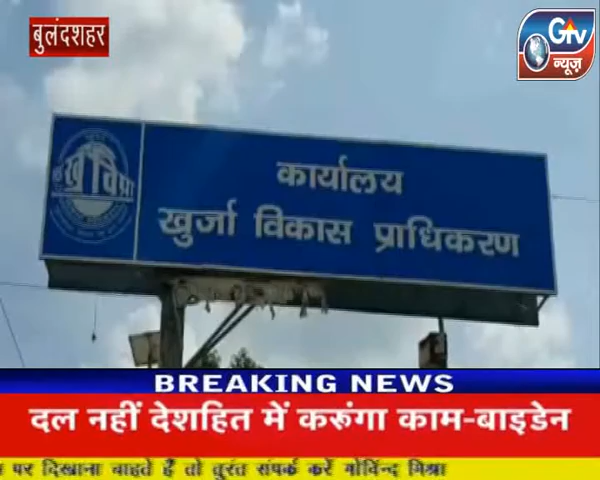 बुलंदशहर
Gtv
न्यूज़
खुविप्रा
कार्यालय
खुर्जा विकास प्राधिकरण
BREAKING NEWS
दल नहीं देशहित में करूंगा काम-बाइडेन
पर दिखाना चाहते हैं तो तुरंत संपर्क करें गोविन्द मिश्रा